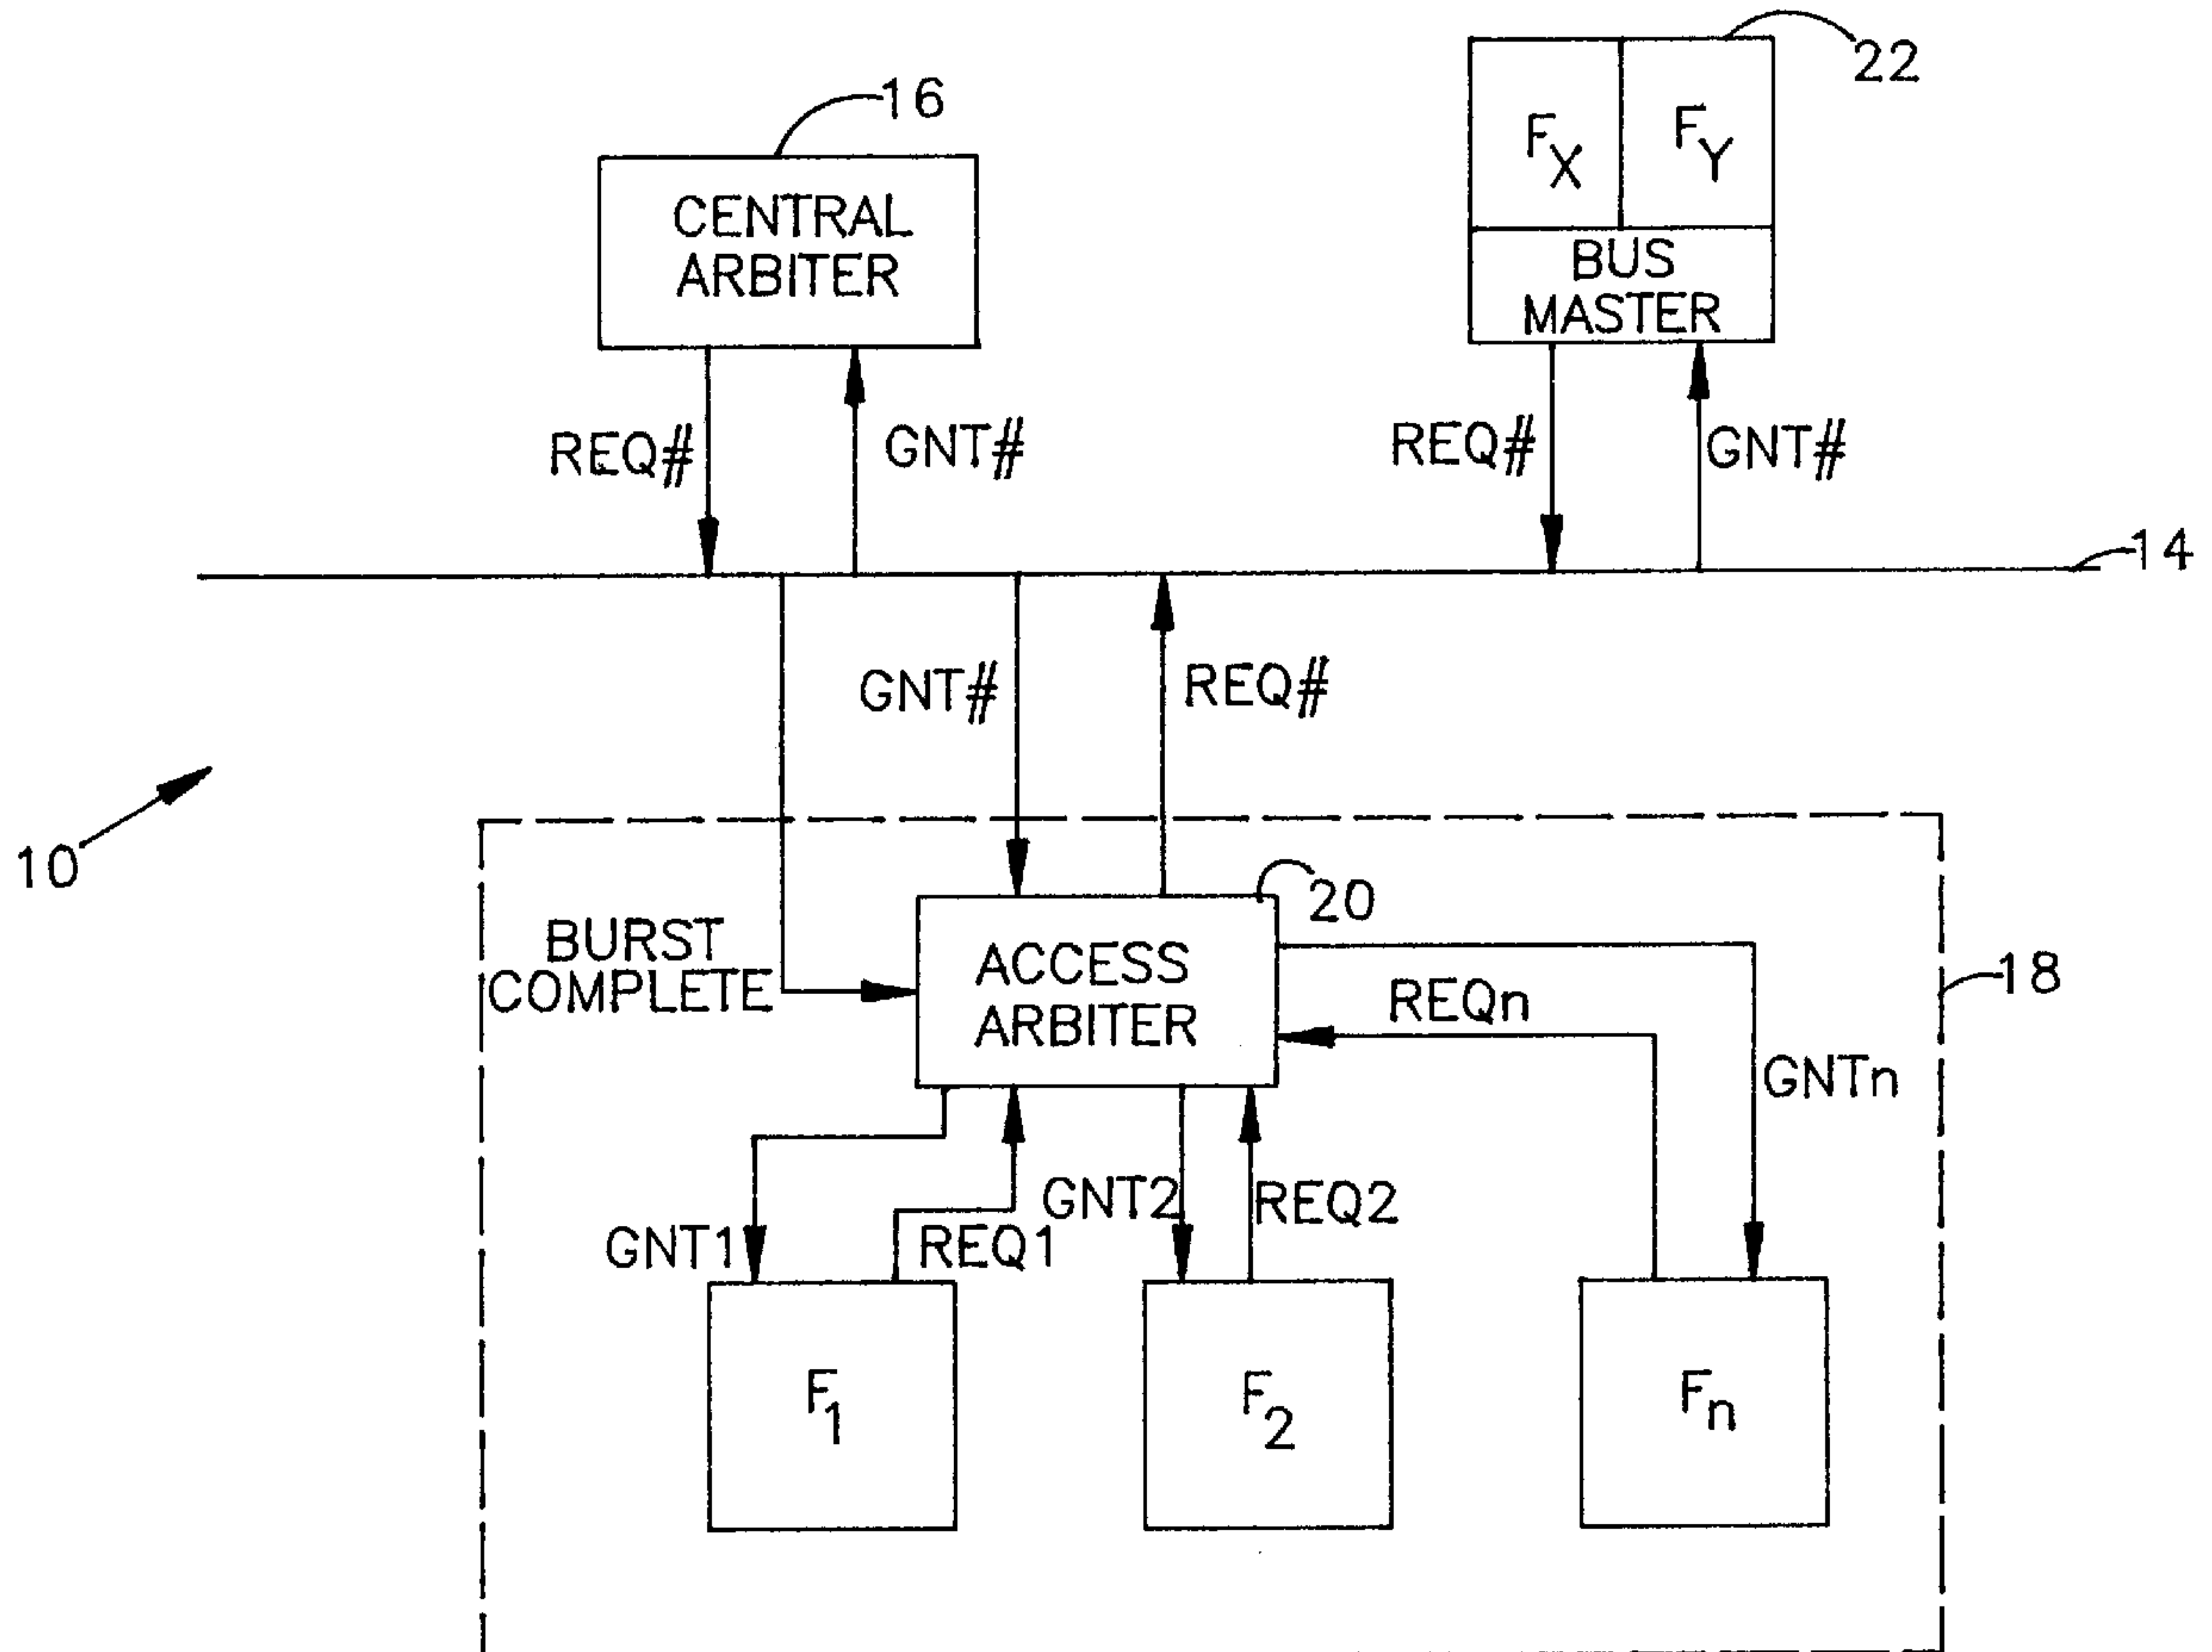 22
16
FX
FY
CENTRAL
ARBITER
BUS
MASTER
REQ#
GNT#
REQ#
GNT#
14
GNT#
REQ#
10
20
BURST
COMPLETE
ACCESS
ARBITER
18
REQn
GNTn
GNT1
REQ1
GNT2
REQ2
F1
F2
Fn